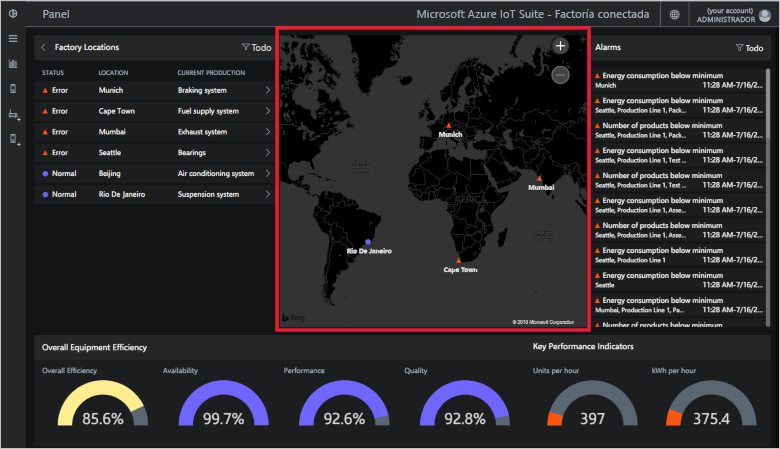 Panel
Microsoft Azure IoT Suite - Factoría conectada
(your account)
ADMINISTRADOR
Factory Locations
Todo
STATUS LOCATION CURRENT PRODUCTION
Error Munich Braking system
Error Cape Town Fuel supply system
Error Mumbai Exhaust system
Error Seattle Bearings
Normal Beijing Air conditioning system
Normal Rio De Janeiro Suspension system
Munich
AFRICA
Mumbai
Rio De Janeiro
Cape Town
Bing
© 2018 Microsoft Corporation
Alarms
Todo
Energy consumption below minimum
Munich 11:28 AM-7/16/2...
Energy consumption below minimum
Seattle, Production Line 1, Pack... 11:28 AM-7/16/2...
Number of products below minimum
Seattle, Production Line 1, Pack... 11:28 AM-7/16/2...
Energy consumption below minimum
Seattle, Production Line 1, Test ... 11:28 AM-7/16/2...
Number of products below minimum
Seattle, Production Line 1, Test ... 11:28 AM-7/16/2...
Energy consumption below minimum
Seattle, Production Line 1, Asse... 11:28 AM-7/16/2...
Number of products below minimum
Seattle, Production Line 1, Asse... 11:28 AM-7/16/2...
Energy consumption below minimum
Seattle, Production Line 1 11:28 AM-7/16/2...
Energy consumption below minimum
Seattle 11:28 AM-7/16/2...
Energy consumption below minimum
Mumbai, Production Line 1, Pa... 11:28 AM-7/16/2...
Number of products below minimum
Overall Equipment Efficiency
Key Performance Indicators
Overall Efficiency
85.6%
Availability
99.7%
Performance
92.6%
Quality
92.8%
Units per hour
397
kWh per hour
375.4